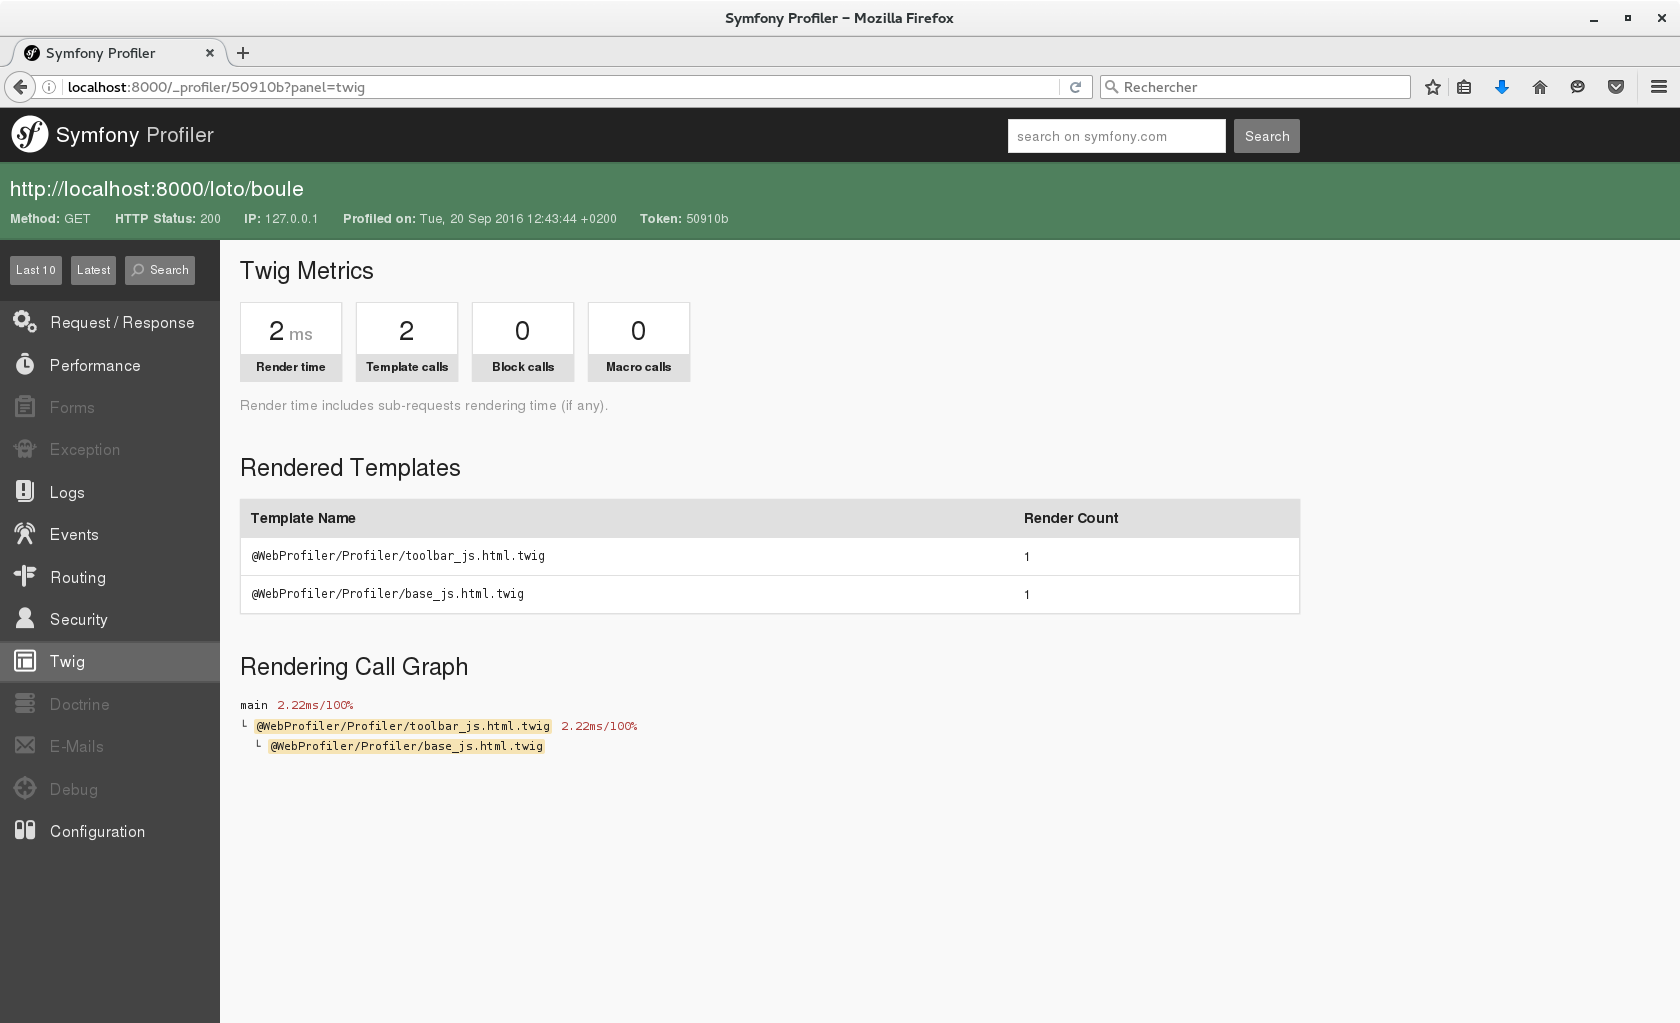 Symfony Profiler – Mozilla Firefox
Symfony Profiler
localhost:8000/_profiler/50910b?panel=twig
Rechercher
sf Symfony Profiler
search on symfony.com
Search
http://localhost:8000/loto/boule
Method: GET HTTP Status: 200 IP: 127.0.0.1 Profiled on: Tue, 20 Sep 2016 12:43:44 +0200 Token: 50910b
Last 10 Latest Search
Request / Response
Performance
Forms
Exception
Logs
Events
Routing
Security
Twig
Doctrine
E-Mails
Debug
Configuration
Twig Metrics
2 ms 2 0 0
Render time Template calls Block calls Macro calls
Render time includes sub-requests rendering time (if any).
Rendered Templates
Template Name Render Count
@WebProfiler/Profiler/toolbar_js.html.twig 1
@WebProfiler/Profiler/base_js.html.twig 1
Rendering Call Graph
main 2.22ms/100%
└ @WebProfiler/Profiler/toolbar_js.html.twig 2.22ms/100%
└ @WebProfiler/Profiler/base_js.html.twig